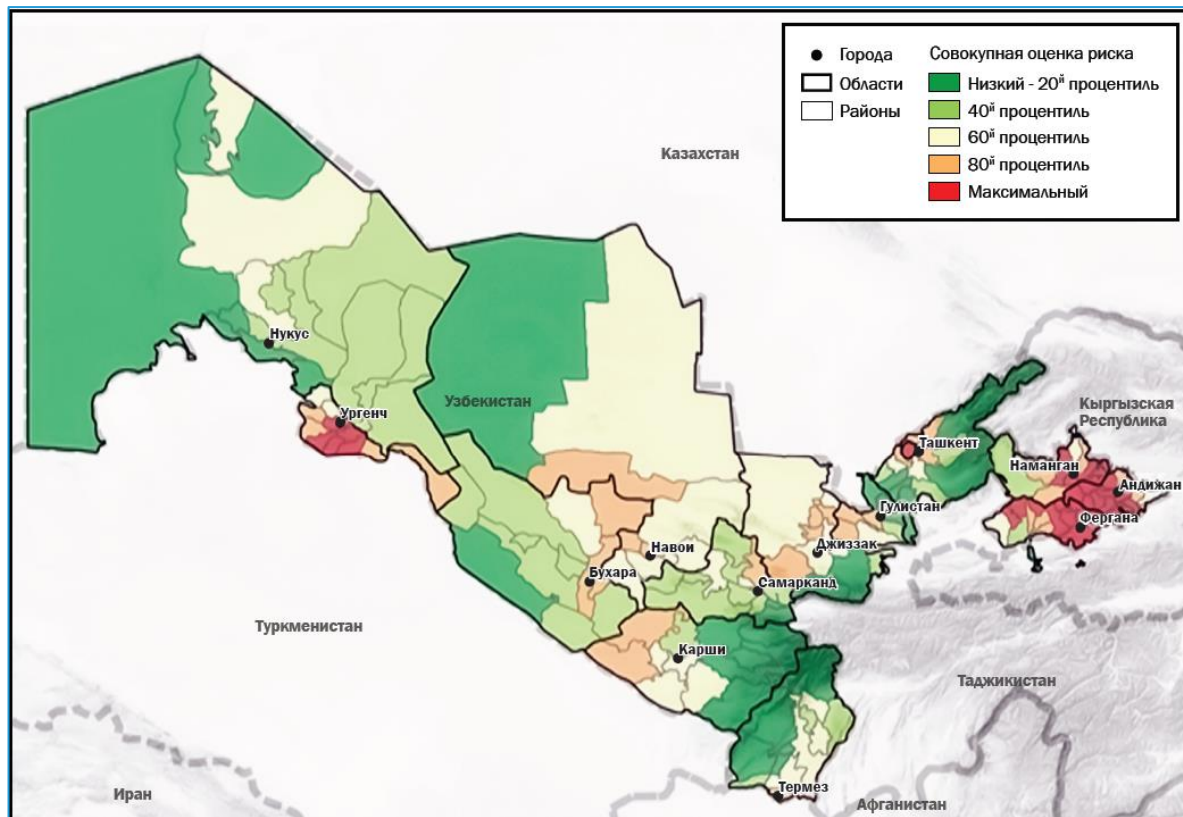 Города
Области
Районы
Совокупная оценка риска
Низкий - 20й процентиль
40й процентиль
60й процентиль
80й процентиль
Максимальный
Казахстан
Нукус
Ургенч
Узбекистан
Кыргызская
Республика
Ташкент
Наманган
Андижан
Гулистан
Фергана
Джиззак
Навои
Бухара
Самарканд
Туркменистан
Карши
Таджикистан
Термез
Иран
Афганистан